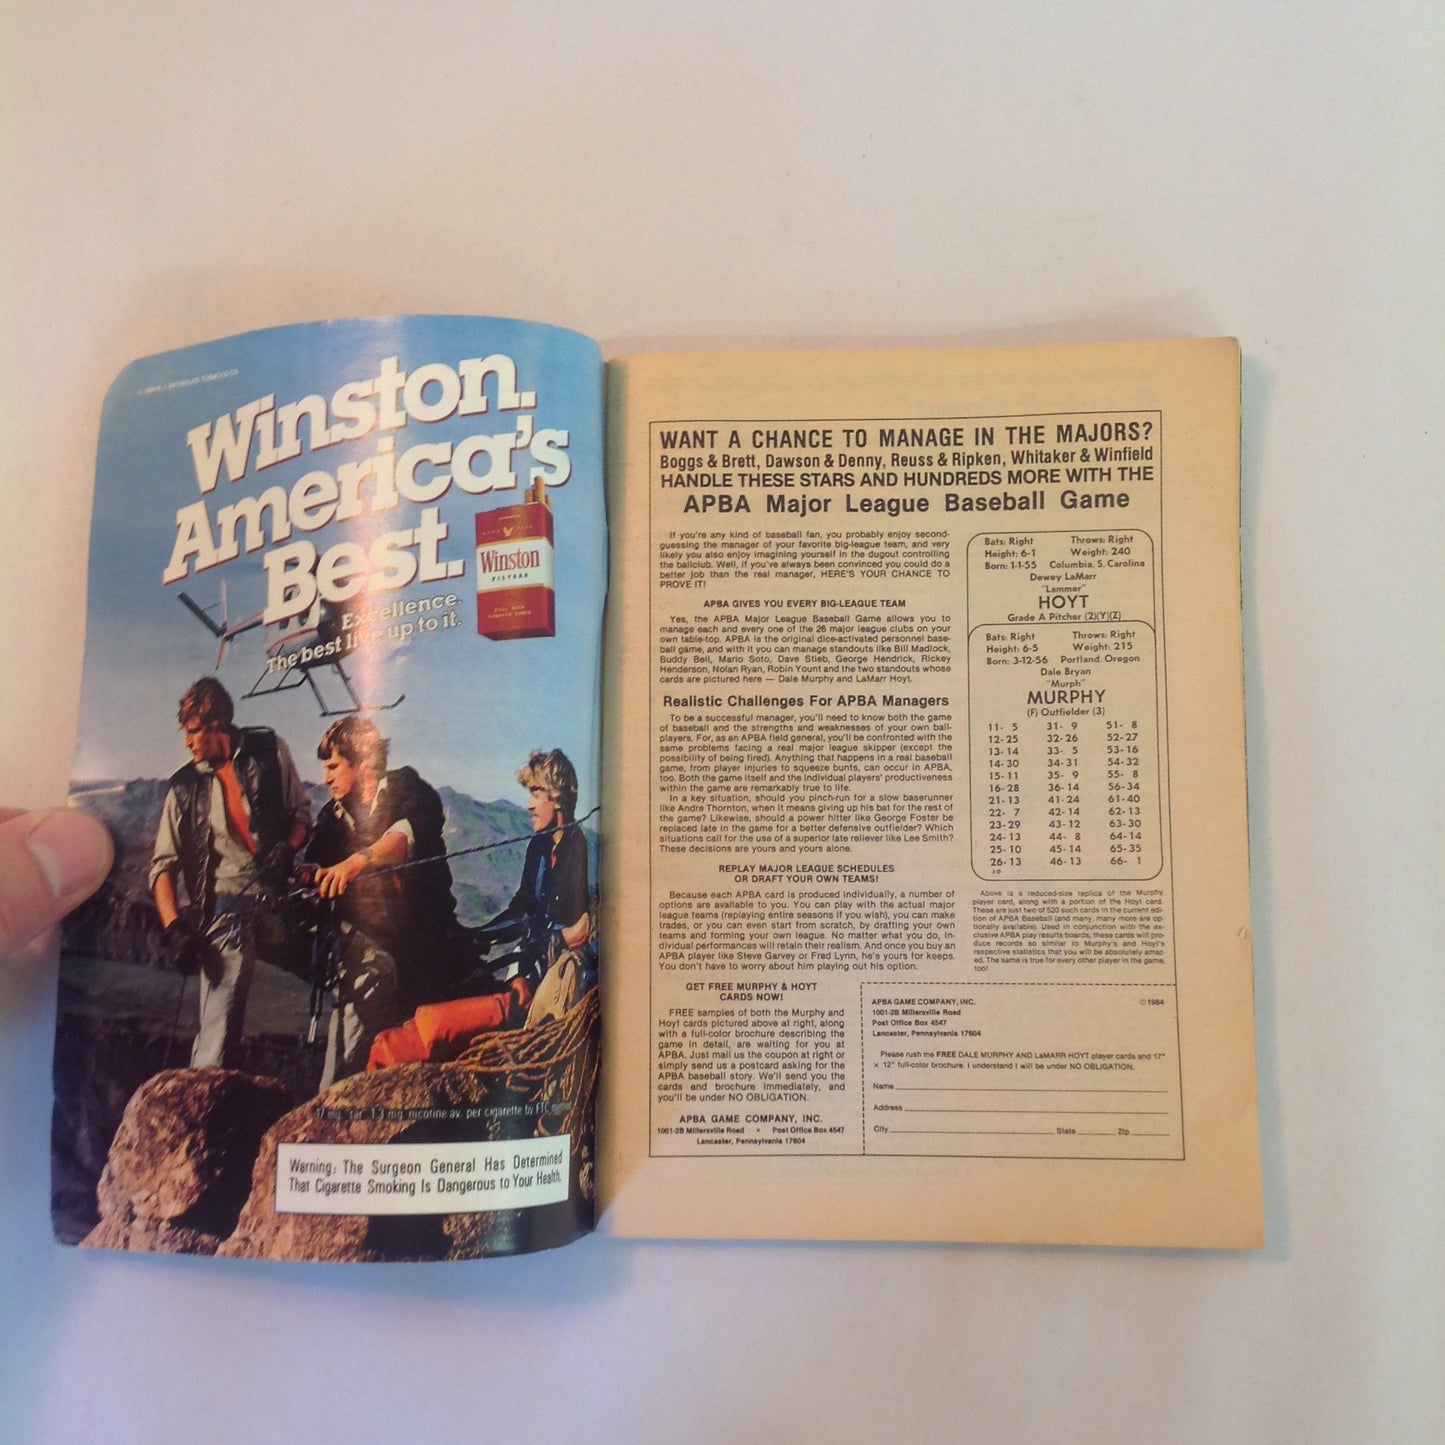 © 1984 R.J. REYNOLDS TOBACCO CO.
Winston.
America's
Best.
Excellence.
The best live up to it.
Winston
FILTERS
17 mg. "tar", 1.3 mg. nicotine av. per cigarette by FTC method.
Warning: The Surgeon General Has Determined
That Cigarette Smoking Is Dangerous to Your Health.
WANT A CHANCE TO MANAGE IN THE MAJORS?
Boggs & Brett, Dawson & Denny, Reuss & Ripken, Whitaker & Winfield
HANDLE THESE STARS AND HUNDREDS MORE WITH THE
APBA Major League Baseball Game
If you're any kind of baseball fan, you probably enjoy second-
guessing the manager of your favorite big-league team, and very
likely you also enjoy imagining yourself in the dugout controlling
the ballclub. Well, if you've always been convinced you could do a
better job than the real manager, HERE'S YOUR CHANCE TO
PROVE IT!
APBA GIVES YOU EVERY BIG-LEAGUE TEAM
Yes, the APBA Major League Baseball Game allows you to
manage each and every one of the 26 major league clubs on your
own table-top. APBA is the original dice-activated personnel base-
ball game, and with it you can manage standouts like Bill Madlock,
Buddy Bell, Mario Soto, Dave Stieb, George Hendrick, Rickey
Henderson, Nolan Ryan, Robin Yount and the two standouts whose
cards are pictured here — Dale Murphy and LaMarr Hoyt.
Realistic Challenges For APBA Managers
To be a successful manager, you'll need to know both the game
of baseball and the strengths and weaknesses of your own ball-
players. For, as an APBA field general, you'll be confronted with the
same problems facing a real major league skipper (except the
possibility of being fired). Anything that happens in a real baseball
game, from player injuries to squeeze bunts, can occur in APBA,
too. Both the game itself and the individual players' productiveness
within the game are remarkably true to life.
In a key situation, should you pinch-run for a slow baserunner
like Andre Thornton, when it means giving up his bat for the rest of
the game? Likewise, should a power hitter like George Foster be
replaced late in the game for a better defensive outfielder? Which
situations call for the use of a superior late reliever like Lee Smith?
These decisions are yours and yours alone.
REPLAY MAJOR LEAGUE SCHEDULES
OR DRAFT YOUR OWN TEAMS!
Because each APBA card is produced individually, a number of
options are available to you. You can play with the actual major
league teams (replaying entire seasons if you wish), you can make
trades, or you can even start from scratch, by drafting your own
teams and forming your own league. No matter what you do, in-
dividual performances will retain their realism. And once you buy an
APBA player like Steve Garvey or Fred Lynn, he's yours for keeps.
You don't have to worry about him playing out his option.
GET FREE MURPHY & HOYT
CARDS NOW!
FREE samples of both the Murphy and
Hoyt cards pictured above at right, along
with a full-color brochure describing the
game in detail, are waiting for you at
APBA. Just mail us the coupon at right or
simply send us a postcard asking for the
APBA baseball story. We'll send you the
cards and brochure immediately, and
you'll be under NO OBLIGATION.
APBA GAME COMPANY, INC.
1001-2B Millersville Road • Post Office Box 4547
Lancaster, Pennsylvania 17604
Bats: Right Throws: Right
Height: 6-1 Weight: 240
Born: 1-1-55 Columbia, S. Carolina
Dewey LaMarr
"Lammar"
HOYT
Grade A Pitcher (2)(Y)(Z)
Bats: Right Throws: Right
Height: 6-5 Weight: 215
Born: 3-12-56 Portland, Oregon
Dale Bryan
"Murph"
MURPHY
(F) Outfielder (3)
11- 5 31- 9 51- 8
12-25 32-26 52-27
13-14 33- 5 53-16
14-30 34-31 54-32
15-11 35- 9 55- 8
16-28 36-14 56-34
21-13 41-24 61-40
22- 7 42-14 62-13
23-29 43-12 63-30
24-13 44- 8 64-14
25-10 45-14 65-35
26-13 46-13 66- 1
J-0
Above is a reduced-size replica of the Murphy
player card, along with a portion of the Hoyt card.
These are just two of 520 such cards in the current edi-
tion of APBA Baseball (and many, many more are op-
tionally available). Used in conjunction with the ex-
clusive APBA play results boards, these cards will pro-
duce records so similar to Murphy's and Hoyt's
respective statistics that you will be absolutely amaz-
ed. The same is true for every other player in the game,
too!
APBA GAME COMPANY, INC. © 1984
1001-2B Millersville Road
Post Office Box 4547
Lancaster, Pennsylvania 17604
Please rush me FREE DALE MURPHY AND LaMARR HOYT player cards and 17"
× 12" full-color brochure. I understand I will be under NO OBLIGATION.
Name
Address
City State Zip